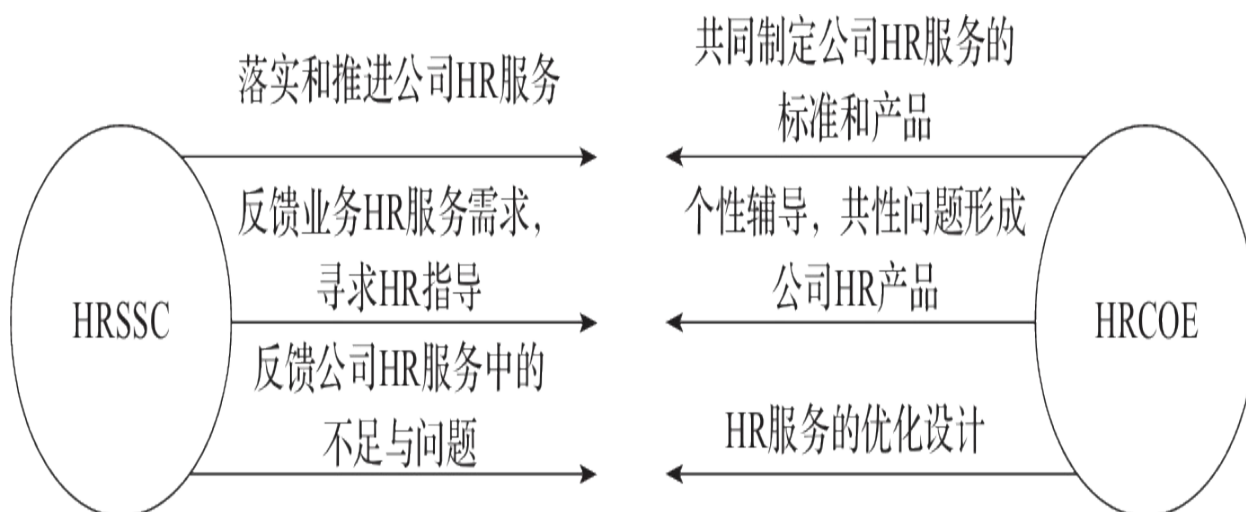 落实和推进公司HR服务
共同制定公司HR服务的
标准和产品
反馈业务HR服务需求，
寻求HR指导
个性辅导，共性问题形成
公司HR产品
HRSSC
HRCOE
反馈公司HR服务中的
不足与问题
HR服务的优化设计